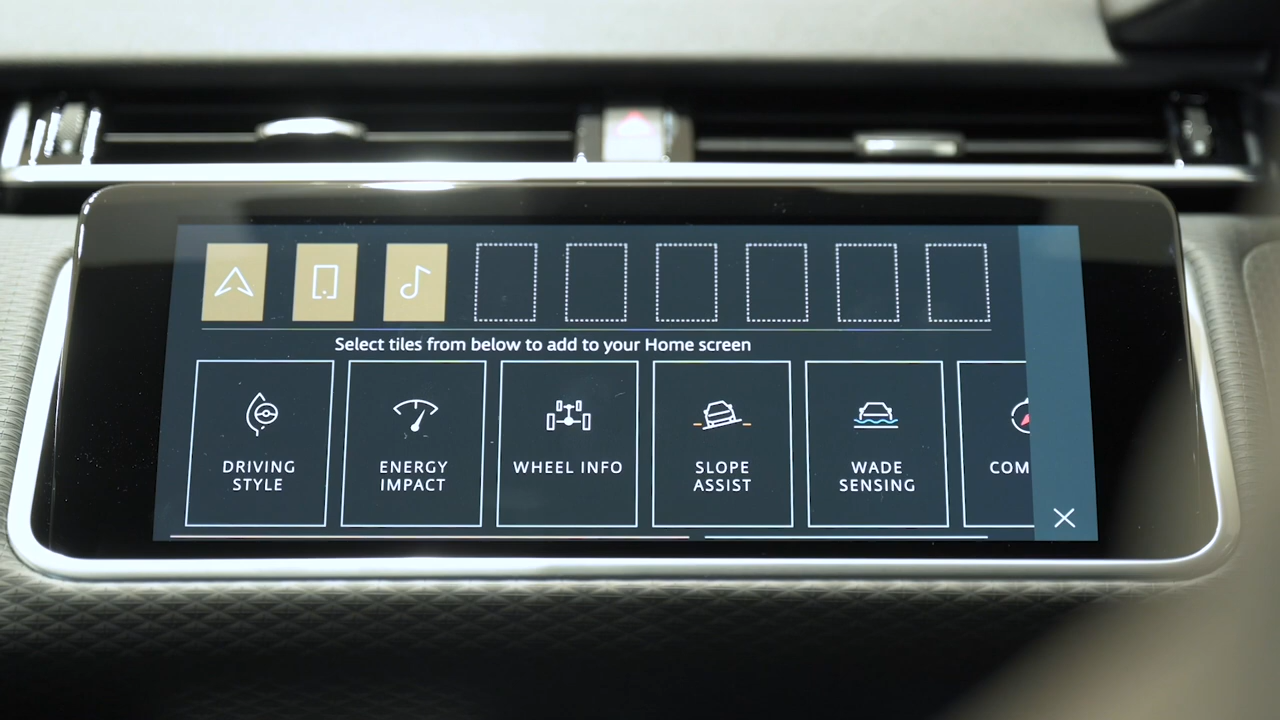 Select tiles from below to add to your Home screen
DRIVING
STYLE
ENERGY
IMPACT
WHEEL INFO
SLOPE
ASSIST
WADE
SENSING
COM